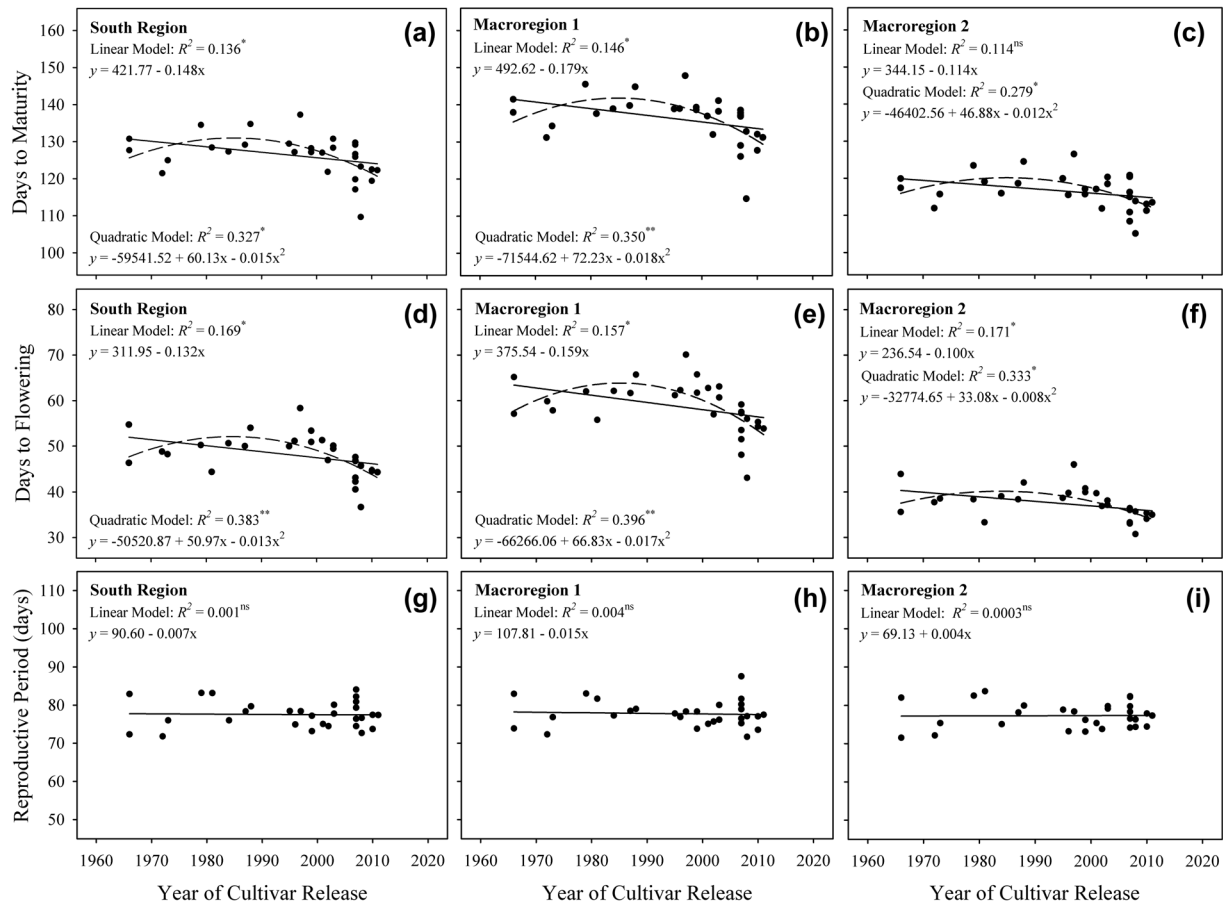 Days to Maturity
160
150
140
130
120
110
100
South Region
(a)
Linear Model: R² = 0.136*
y = 421.77 - 0.148x
Quadratic Model: R² = 0.327*
y = -59541.52 + 60.13x - 0.015x²
Macroregion 1
(b)
Linear Model: R² = 0.146*
y = 492.62 - 0.179x
Quadratic Model: R² = 0.350**
y = -71544.62 + 72.23x - 0.018x²
Macroregion 2
(c)
Linear Model: R² = 0.114ns
y = 344.15 - 0.114x
Quadratic Model: R² = 0.279*
y = -46402.56 + 46.88x - 0.012x²
Days to Flowering
80
70
60
50
40
30
South Region
(d)
Linear Model: R² = 0.169*
y = 311.95 - 0.132x
Quadratic Model: R² = 0.383**
y = -50520.87 + 50.97x - 0.013x²
Macroregion 1
(e)
Linear Model: R² = 0.157*
y = 375.54 - 0.159x
Quadratic Model: R² = 0.396**
y = -66266.06 + 66.83x - 0.017x²
Macroregion 2
(f)
Linear Model: R² = 0.171*
y = 236.54 - 0.100x
Quadratic Model: R² = 0.333*
y = -32774.65 + 33.08x - 0.008x²
Reproductive Period (days)
110
100
90
80
70
60
50
South Region
(g)
Linear Model: R² = 0.001ns
y = 90.60 - 0.007x
Macroregion 1
(h)
Linear Model: R² = 0.004ns
y = 107.81 - 0.015x
Macroregion 2
(i)
Linear Model: R² = 0.0003ns
y = 69.13 + 0.004x
1960 1970 1980 1990 2000 2010 2020
1960 1970 1980 1990 2000 2010 2020
1960 1970 1980 1990 2000 2010 2020
Year of Cultivar Release
Year of Cultivar Release
Year of Cultivar Release